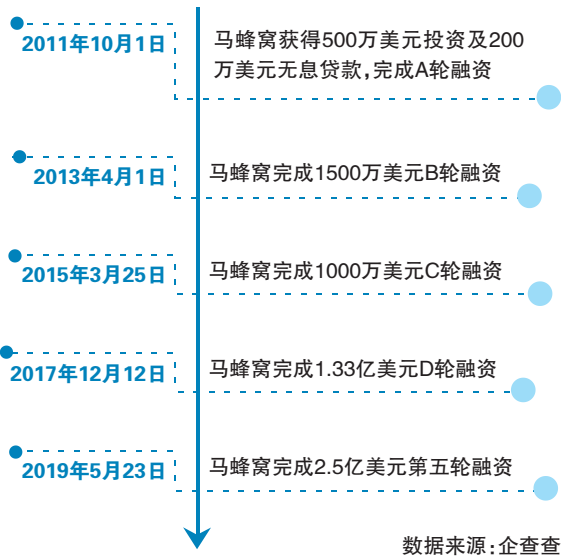 2011年10月1日
马蜂窝获得500万美元投资及200
万美元无息贷款,完成A轮融资
2013年4月1日
马蜂窝完成1500万美元B轮融资
2015年3月25日
马蜂窝完成1000万美元C轮融资
2017年12月12日
马蜂窝完成1.33亿美元D轮融资
2019年5月23日
马蜂窝完成2.5亿美元第五轮融资
数据来源:企查查